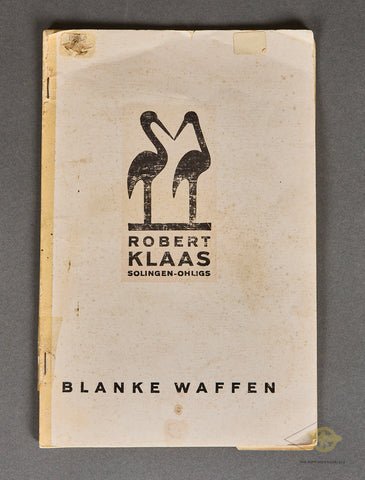 ROBERT
KLAAS
SOLINGEN-OHLIGS
BLANKE WAFFEN